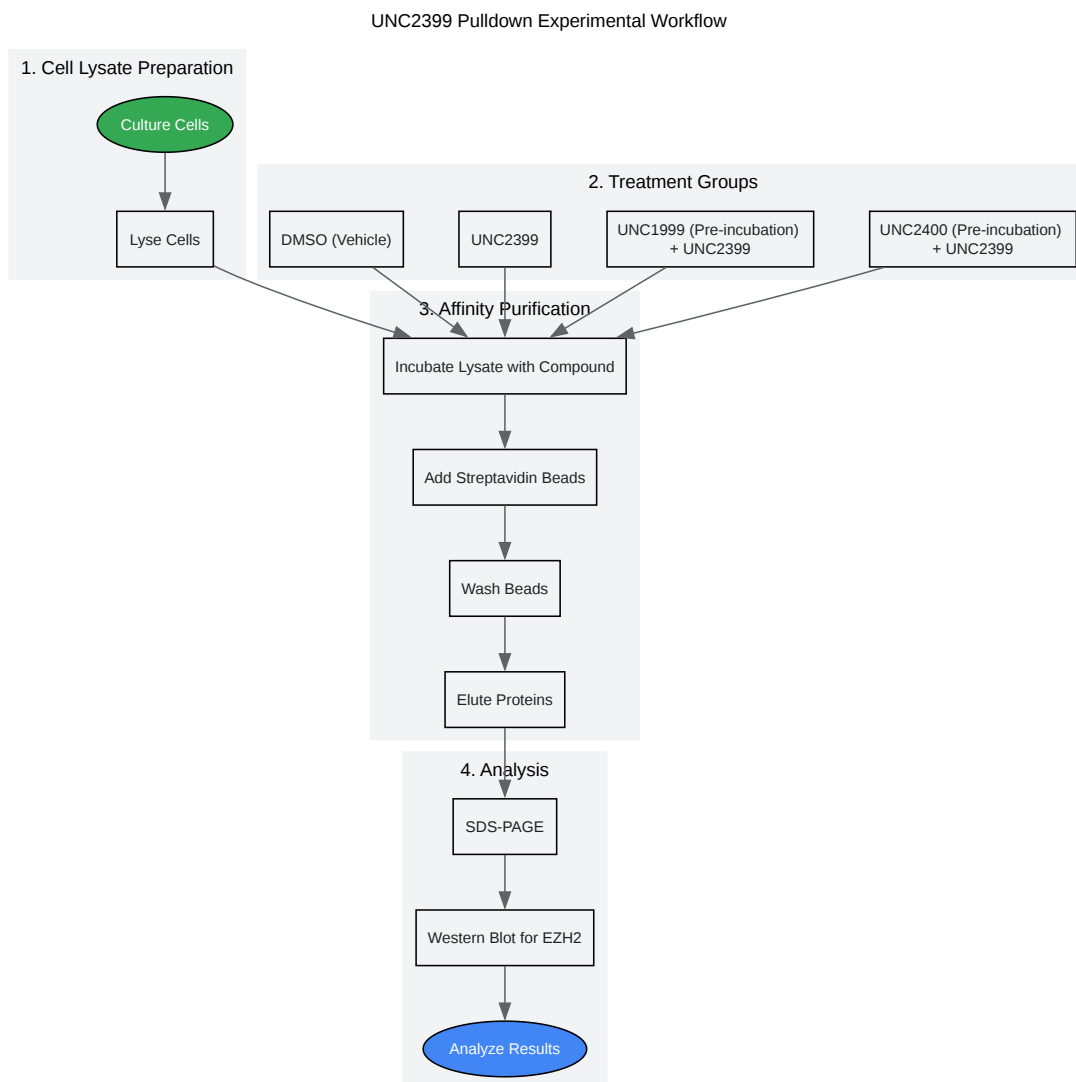 UNC2399 Pulldown Experimental Workflow
1. Cell Lysate Preparation
Culture Cells
Lyse Cells
2. Treatment Groups
DMSO (Vehicle)
UNC2399
UNC1999 (Pre-incubation)
+ UNC2399
UNC2400 (Pre-incubation)
+ UNC2399
3. Affinity Purification
Incubate Lysate with Compound
Add Streptavidin Beads
Wash Beads
Elute Proteins
4. Analysis
SDS-PAGE
Western Blot for EZH2
Analyze Results